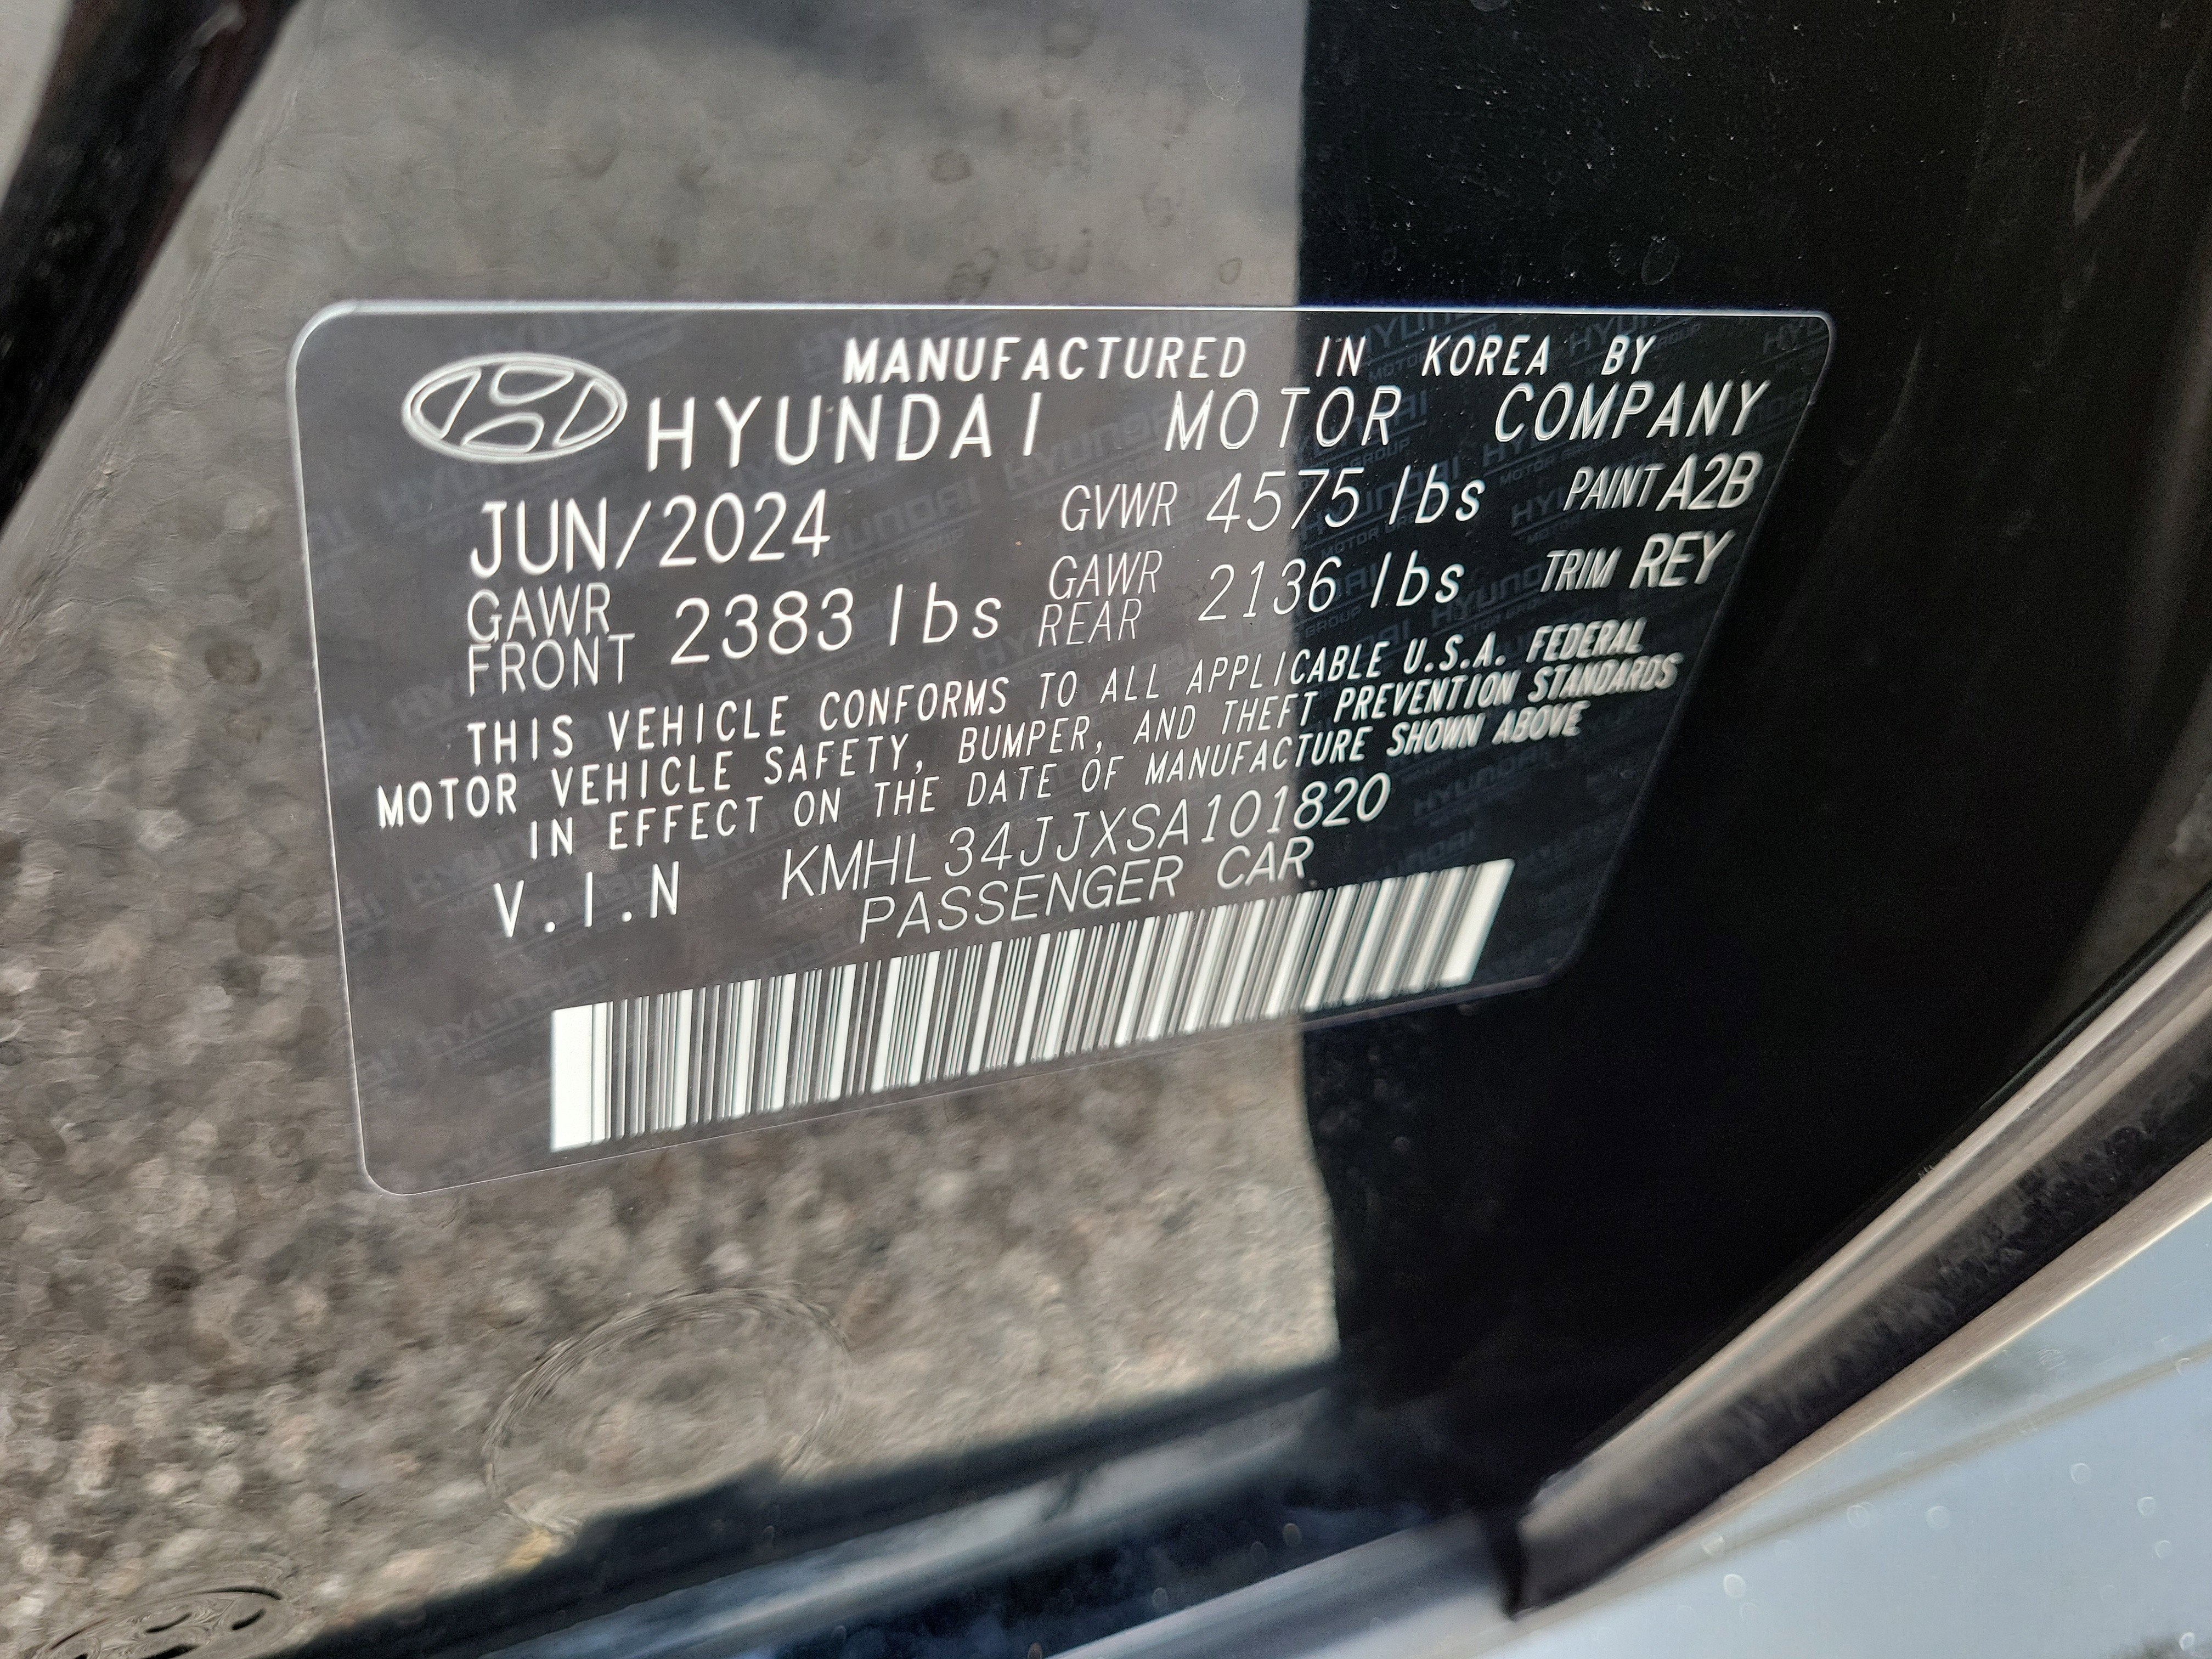 MANUFACTURED IN KOREA BY
HYUNDAI MOTOR COMPANY
JUN/2024 GVWR 4575 lbs PAINT A2B
GAWR FRONT 2383 lbs GAWR REAR 2136 lbs TRIM REY
THIS VEHICLE CONFORMS TO ALL APPLICABLE U.S.A. FEDERAL
MOTOR VEHICLE SAFETY, BUMPER, AND THEFT PREVENTION STANDARDS
IN EFFECT ON THE DATE OF MANUFACTURE SHOWN ABOVE
V.I.N KMHL34JJXSA101820
PASSENGER CAR